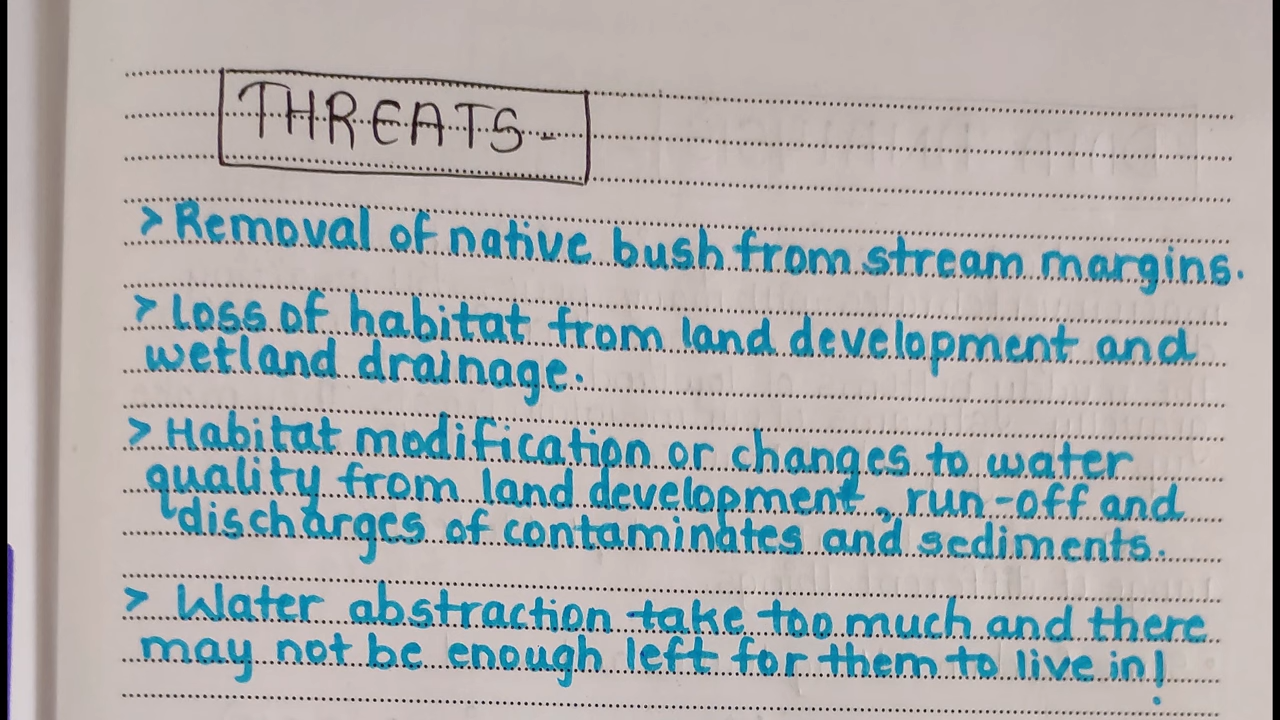 THREATS-
> Removal of native bush from stream margins.
> Loss of habitat from land development and
wetland drainage.
> Habitat modification or changes to water
quality from land development, run-off and
discharges of contaminates and sediments.
> Water abstraction take too much and there
may not be enough left for them to live in!